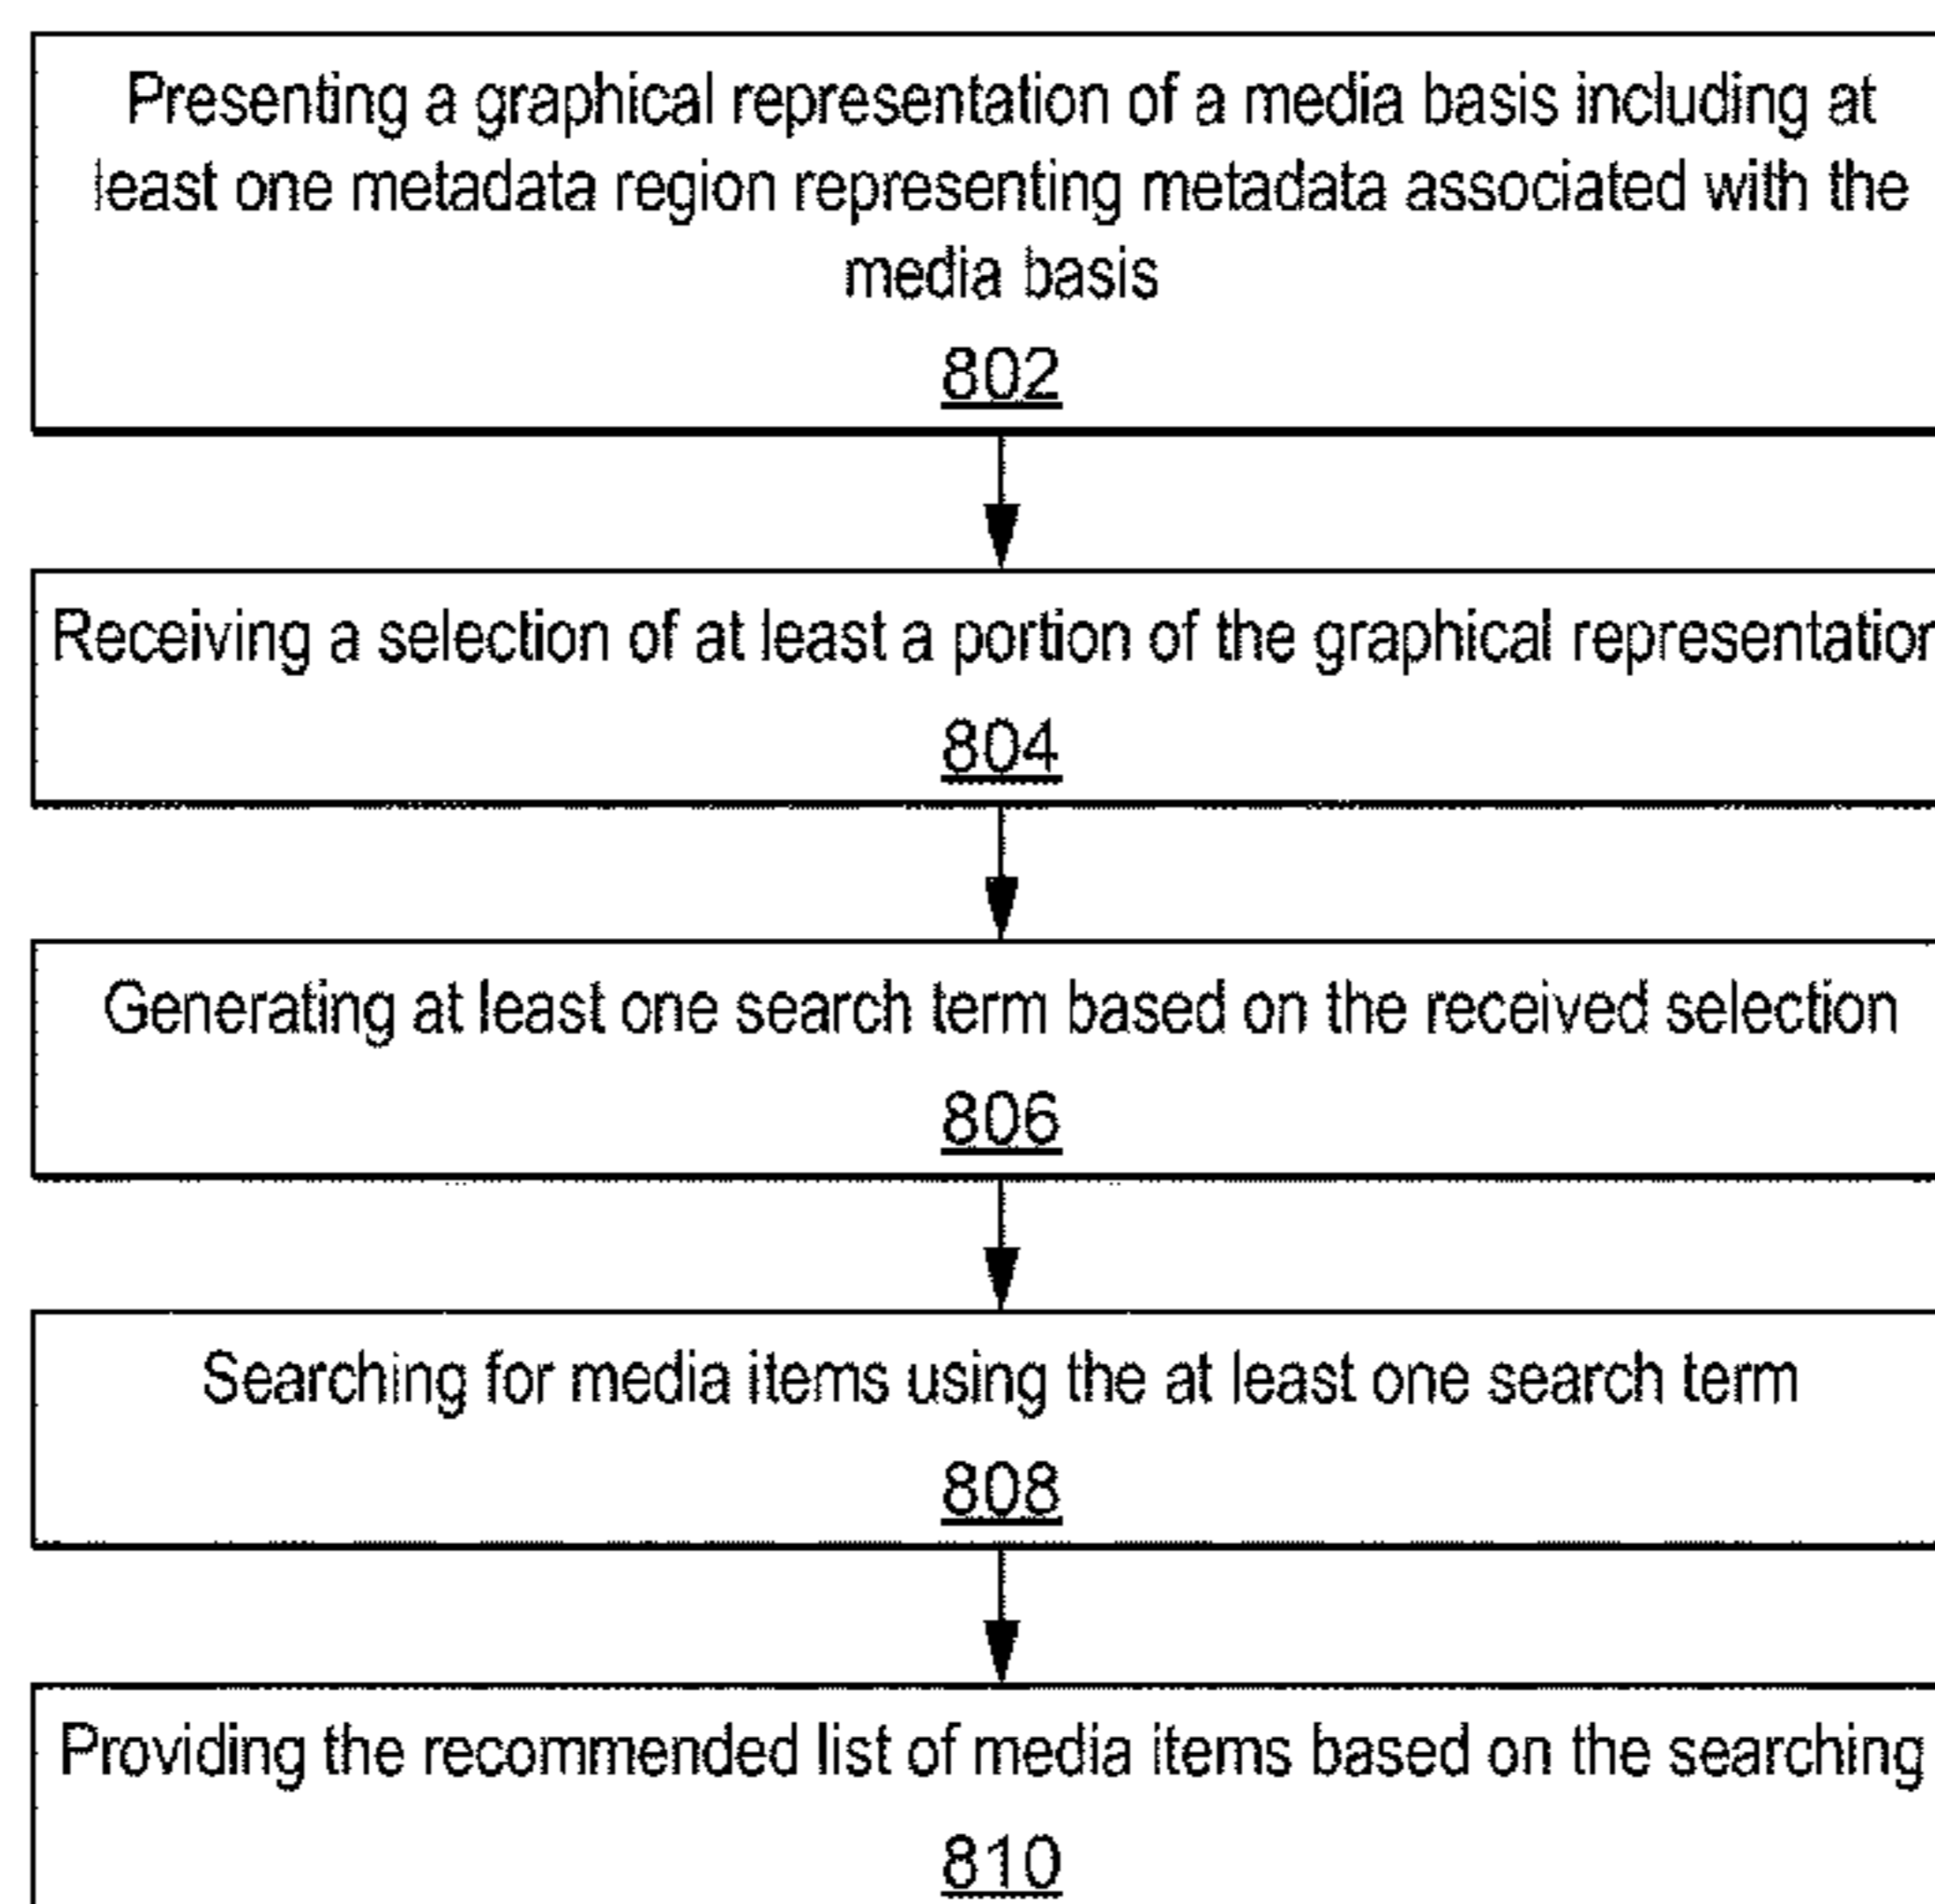 Presenting a graphical representation of a media basis including at
least one metadata region representing metadata associated with the
media basis
802
Receiving a selection of at least a portion of the graphical representation
804
Generating at least one search term based on the received selection
806
Searching for media items using the at least one search term
808
Providing the recommended list of media items based on the searching
810